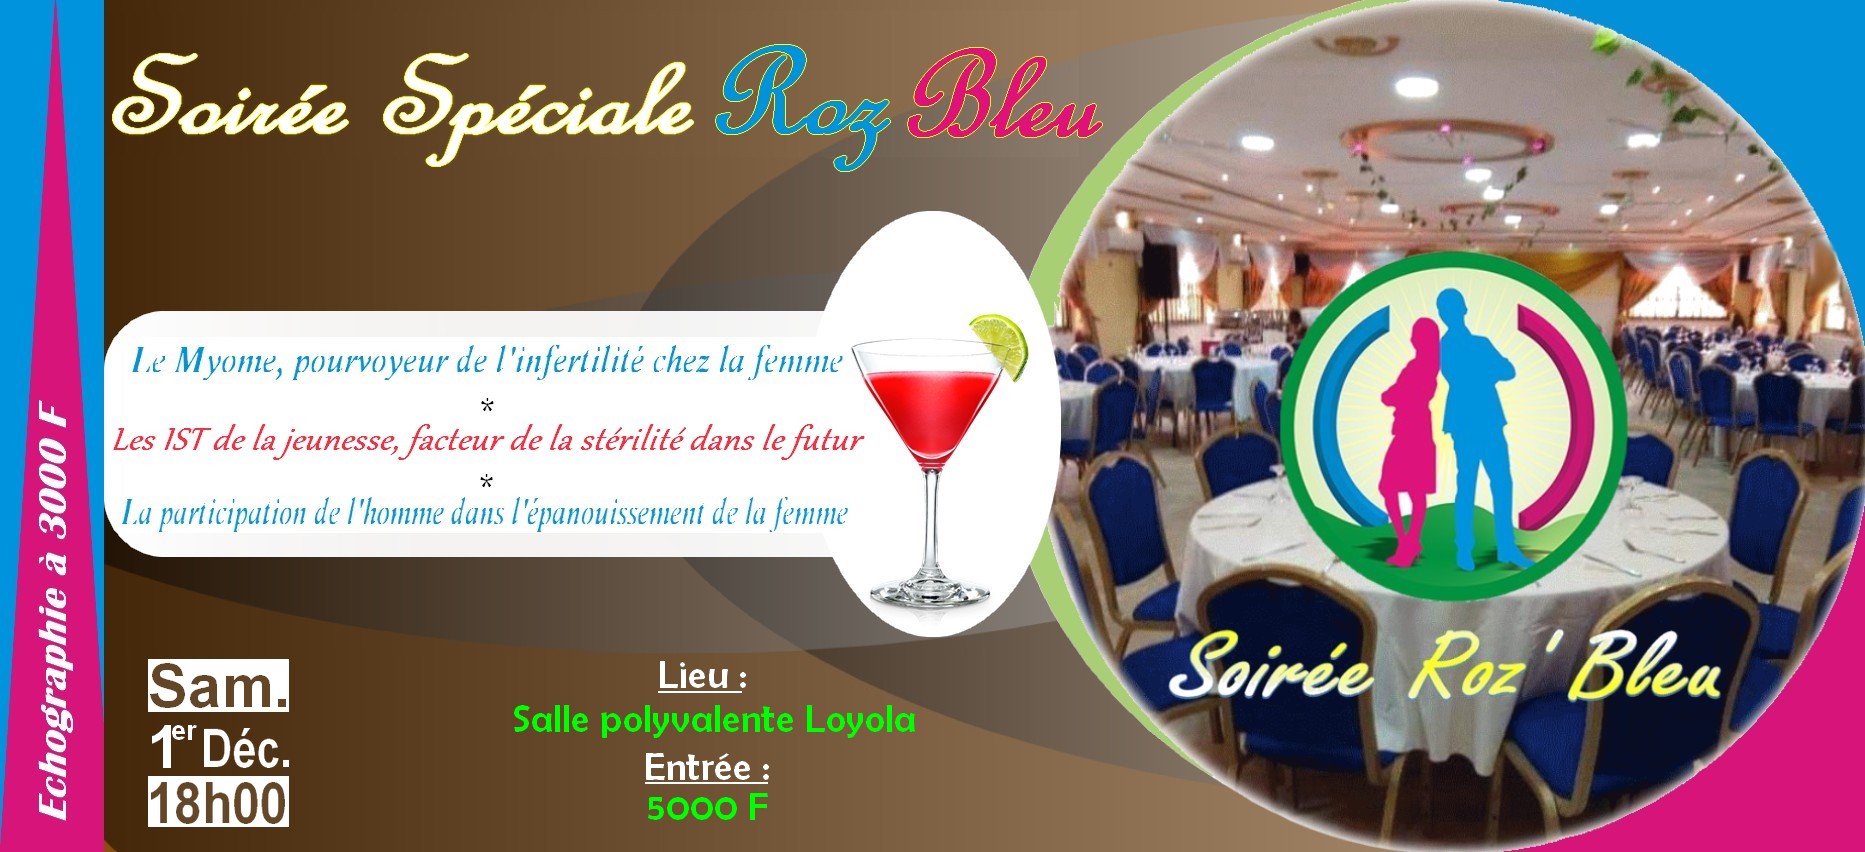 Soirée Spéciale Roz Bleu
Le Myome, pourvoyeur de l'infertilité chez la femme
*
Les IST de la jeunesse, facteur de la stérilité dans le futur
*
La participation de l'homme dans l'épanouissement de la femme
Echographie à 3000 F
Sam.
1er Déc.
18h00
Lieu :
Salle polyvalente Loyola
Entrée :
5000 F
Soirée Roz' Bleu